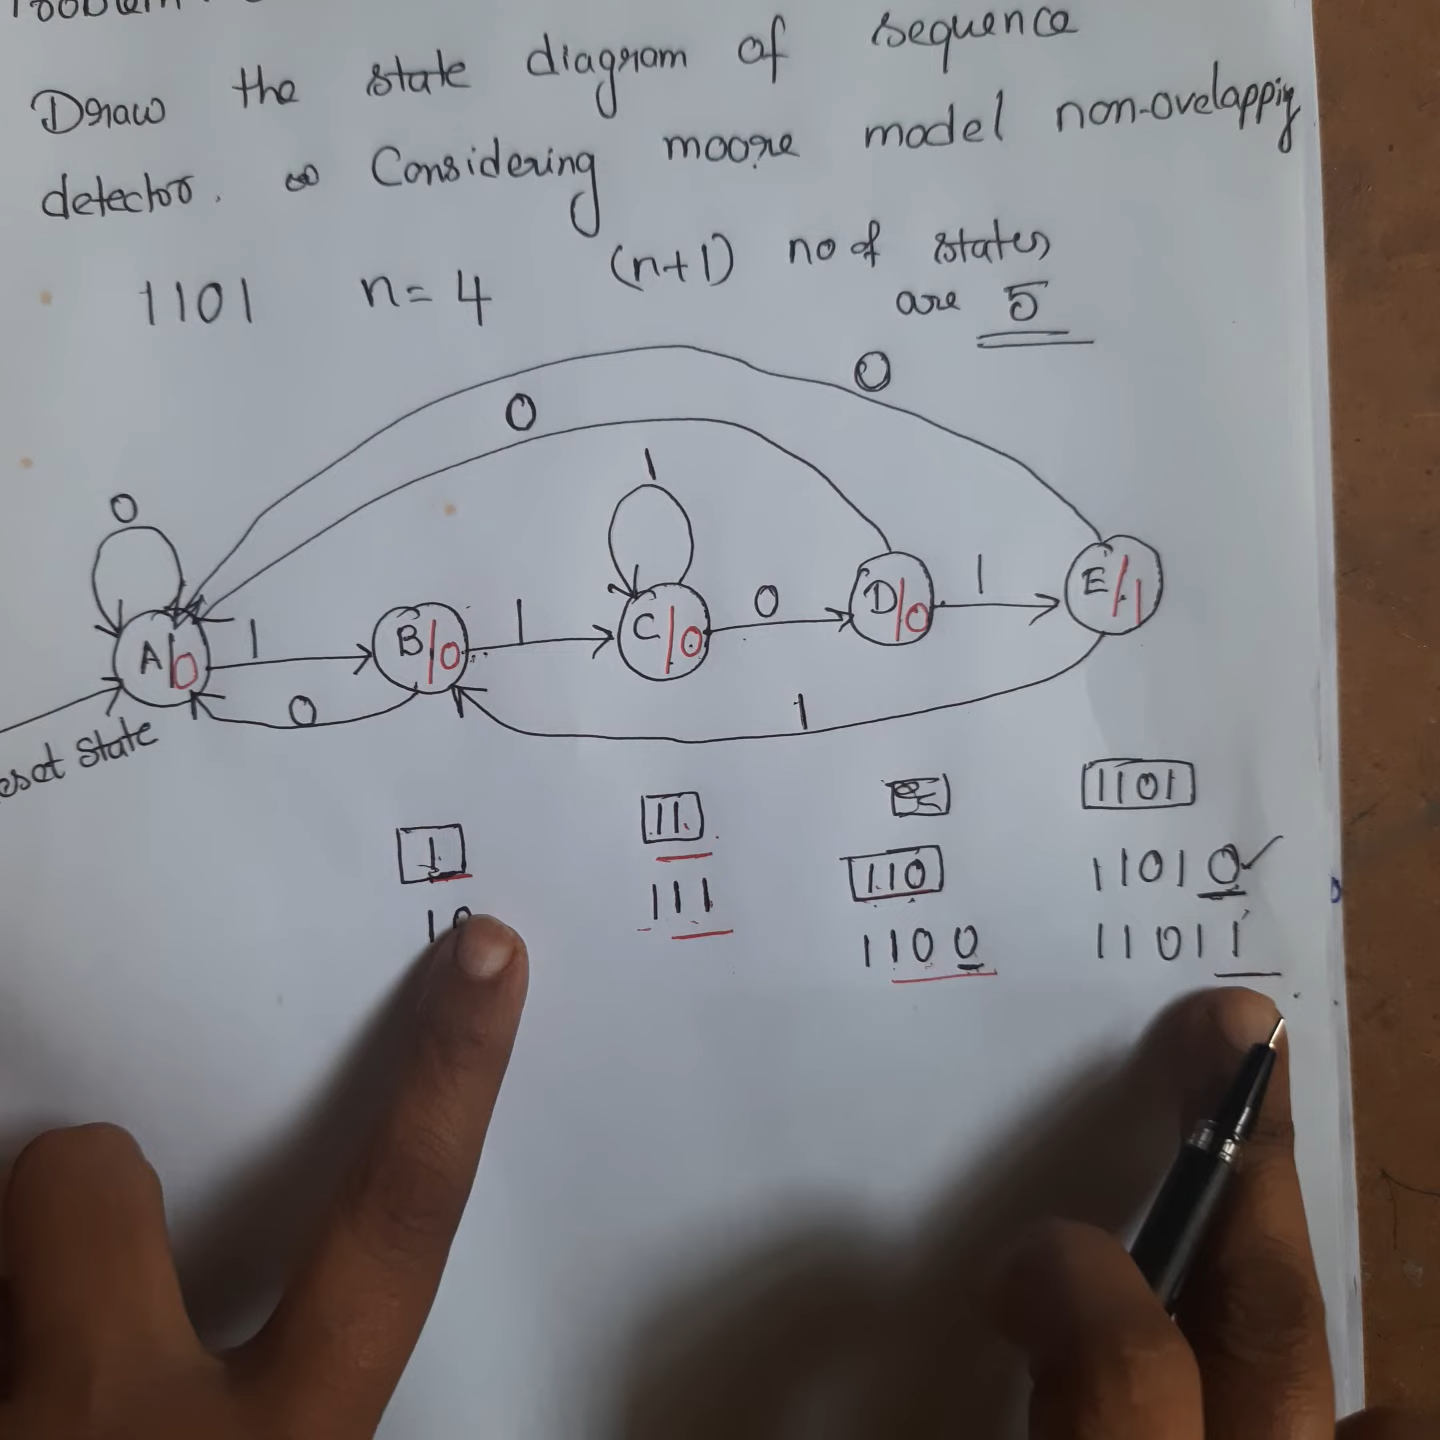 Draw the state diagram of sequence
detector. Considering moore model non-ovelapping
1101 n=4 (n+1) no of states
are 5
0
0
1
0
A/0 1 B/0 1 C/0 0 D/0 1 E/1
0
1
state
1 11 110 1101
10 111 1100 11010
11011